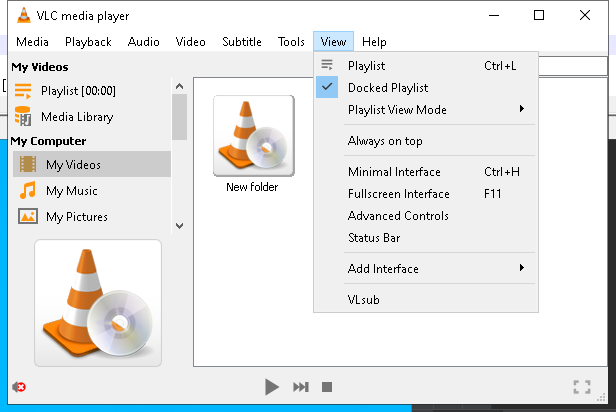 VLC media player
Media Playback Audio Video Subtitle Tools View Help
My Videos
Playlist [00:00]
Media Library
My Computer
My Videos
My Music
My Pictures
New folder
Playlist Ctrl+L
Docked Playlist
Playlist View Mode
Always on top
Minimal Interface Ctrl+H
Fullscreen Interface F11
Advanced Controls
Status Bar
Add Interface
VLsub